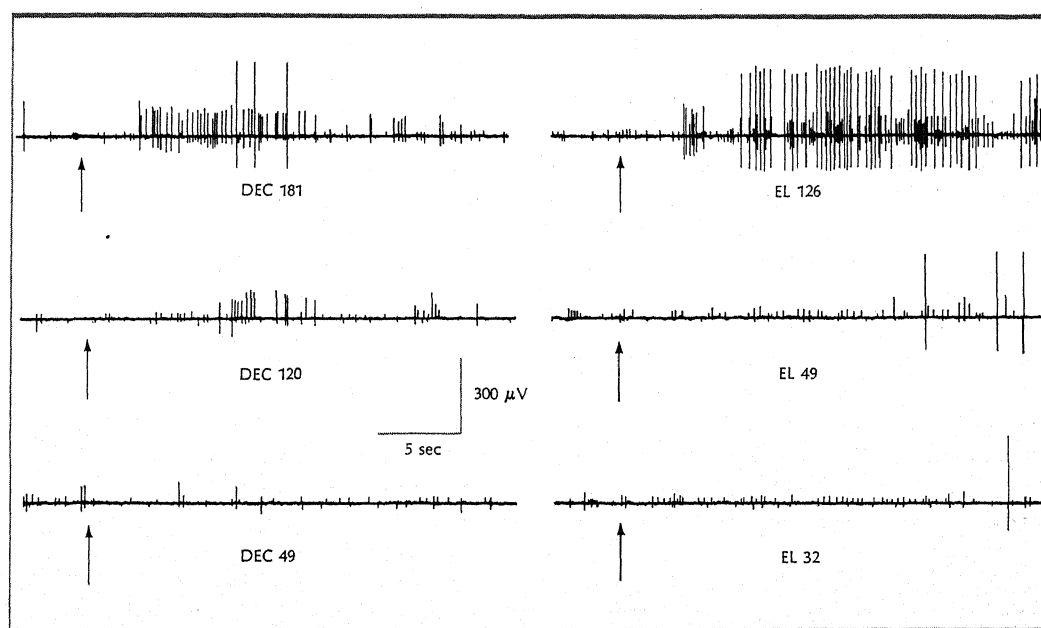 DEC 181
EL 126
DEC 120
EL 49
300 µV
5 sec
DEC 49
EL 32